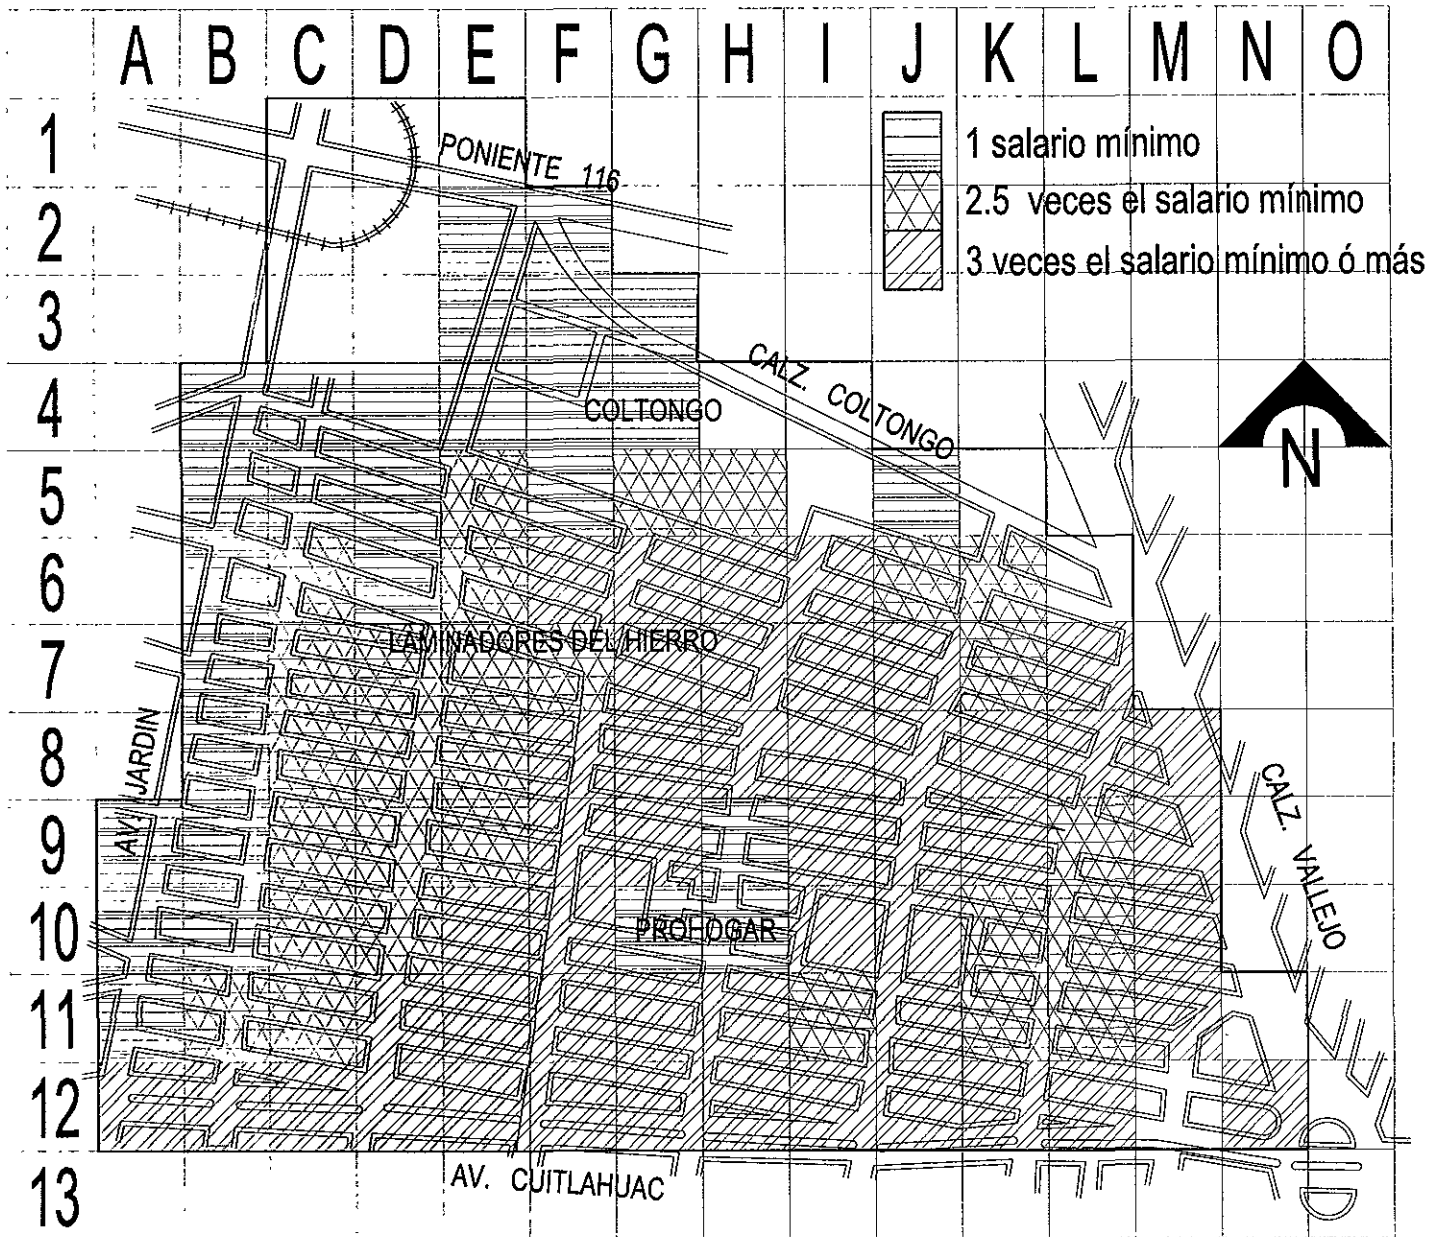 A B C D E F G H I J K L M N O
1
2
3
4
5
6
7
8
9
10
11
12
13
1 salario mínimo
2.5 veces el salario mínimo
3 veces el salario mínimo ó más
PONIENTE 116
CALZ. COLTONGO
COLTONGO
N
LAMINADORES DEL HIERRO
AV. JARDIN
CALZ. VALLEJO
PROHOGAR
AV. CUITLAHUAC